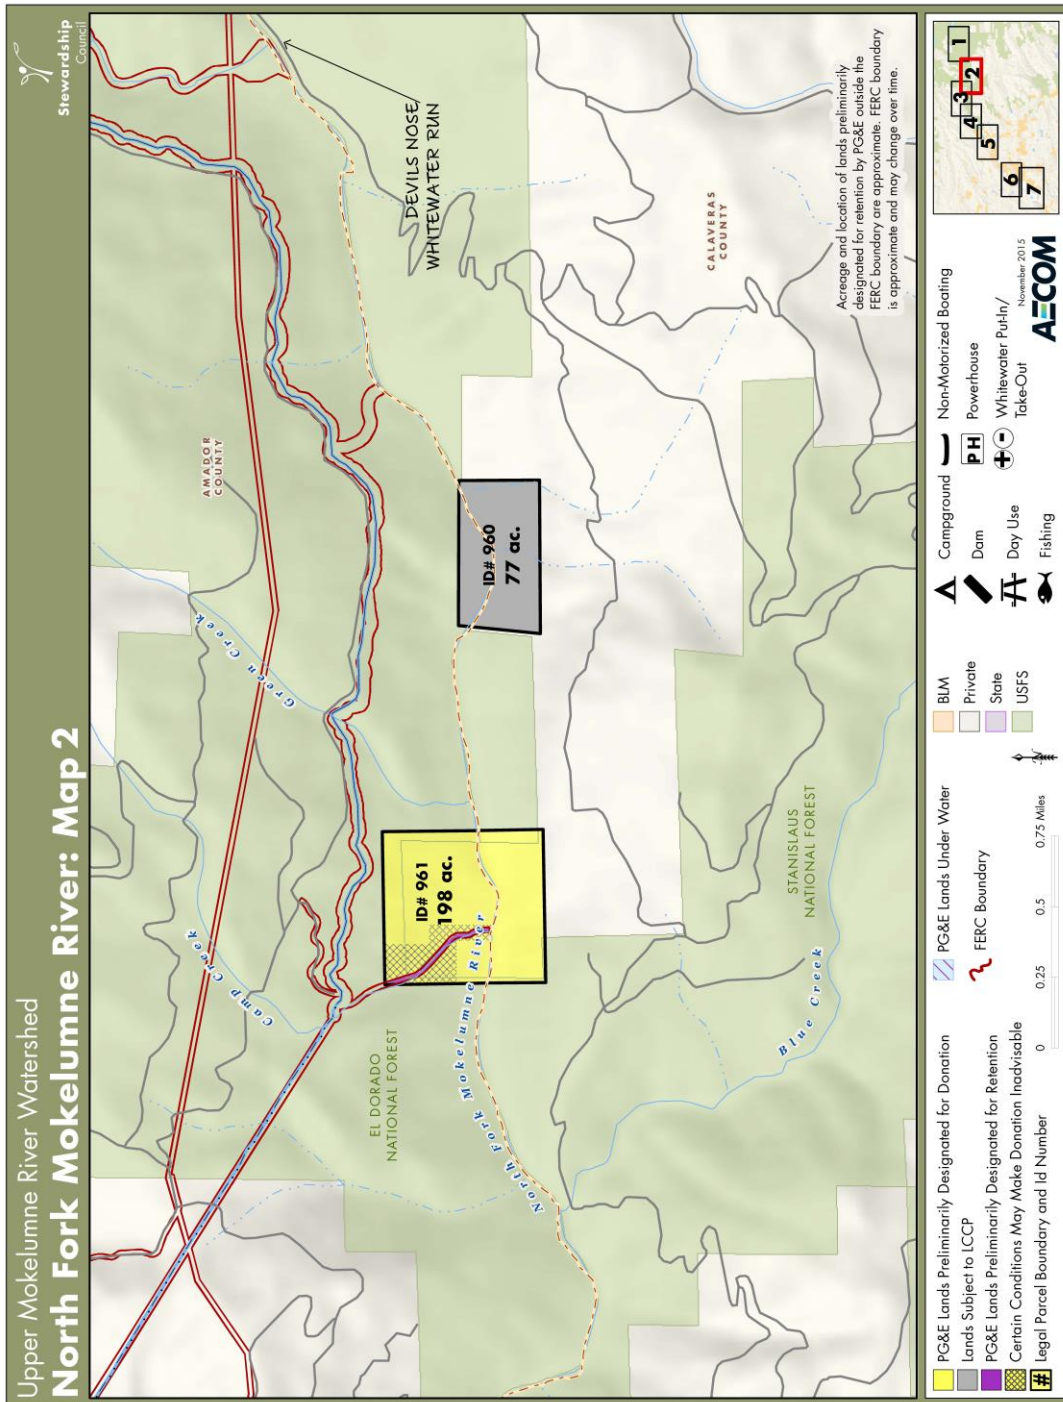 Upper Mokelumne River Watershed
North Fork Mokelumne River: Map 2
Stewardship
Council
AMADOR
COUNTY
Green Creek
Camp Creek
DEVILS NOSE
WHITEWATER RUN
EL DORADO
NATIONAL FOREST
ID# 961
198 ac.
ID# 960
77 ac.
North Fork Mokelumne River
CALAVERAS
COUNTY
STANISLAUS
NATIONAL FOREST
Blue Creek
Acreage and location of lands preliminarily
designated for retention by PG&E outside the
FERC boundary are approximate. FERC boundary
is approximate and may change over time.
PG&E Lands Preliminarily Designated for Donation
Lands Subject to LCCP
PG&E Lands Preliminarily Designated for Retention
Certain Conditions May Make Donation Inadvisable
# Legal Parcel Boundary and Id Number
PG&E Lands Under Water
FERC Boundary
0 0.25 0.5 0.75 Miles
N
BLM
Private
State
USFS
Campground
Dam
Day Use
Fishing
Non-Motorized Boating
PH Powerhouse
Whitewater Put-In/
Take-Out
November 2015
AECOM
1
2
3
4
5
6
7